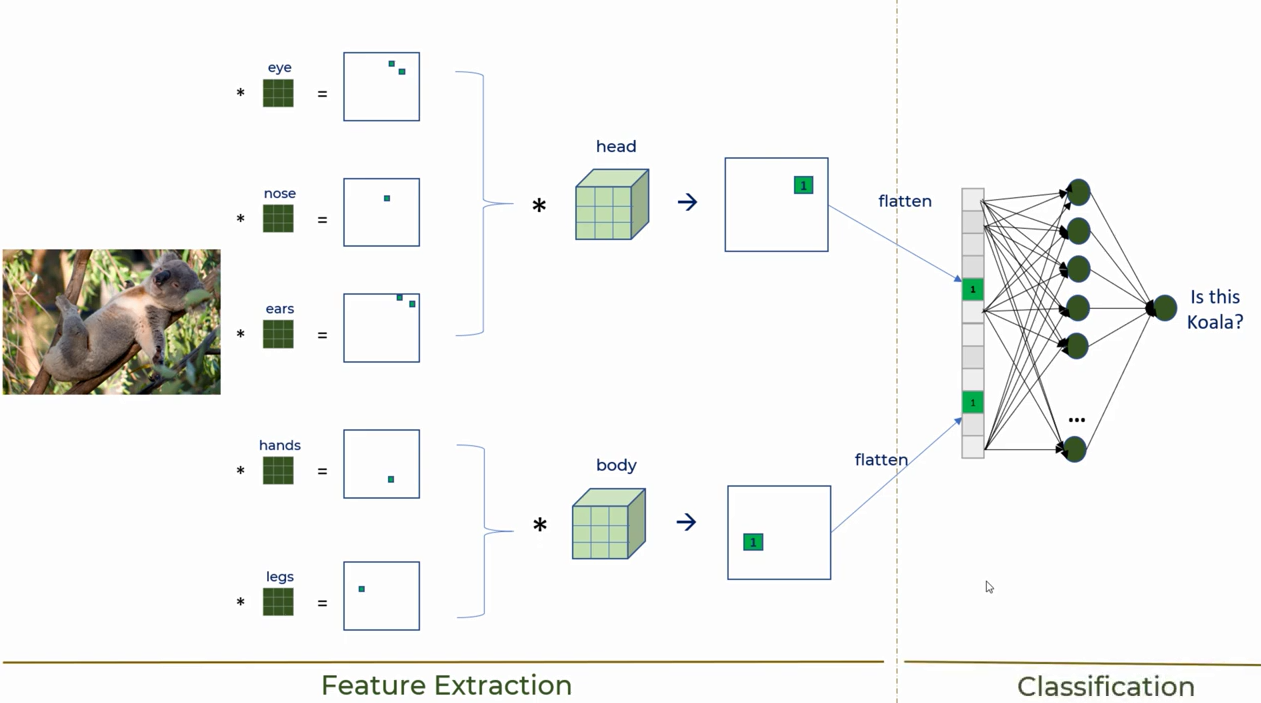 eye
*
=
nose
*
=
ears
*
=
head
*
→
1
flatten
hands
*
=
legs
*
=
body
*
→
1
flatten
1
1
...
Is this
Koala?
Feature Extraction
Classification